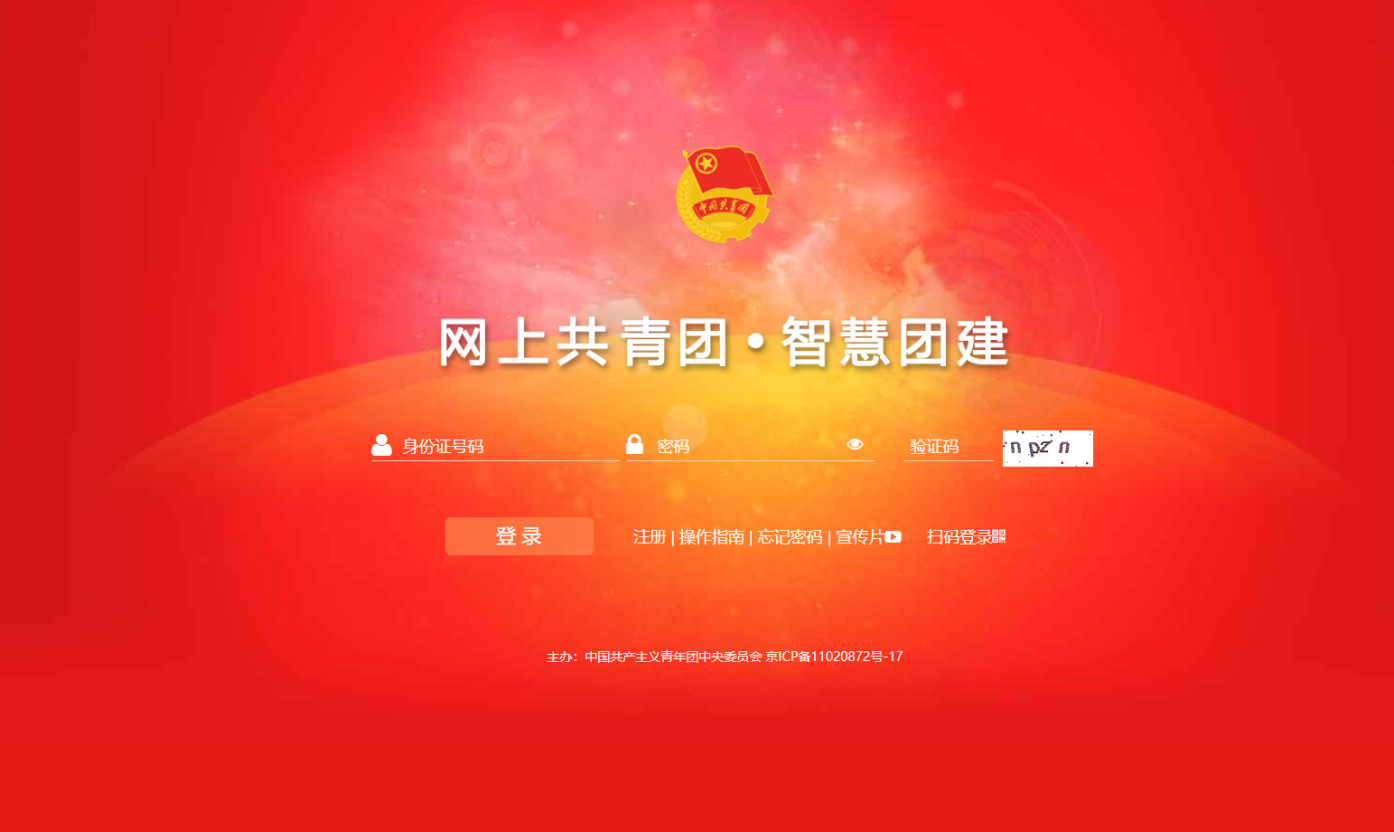 中国共青团
网上共青团·智慧团建
身份证号码 密码 验证码 npzn
登录 注册 | 操作指南 | 忘记密码 | 宣传片 扫码登录
主办：中国共产主义青年团中央委员会 京ICP备11020872号-17